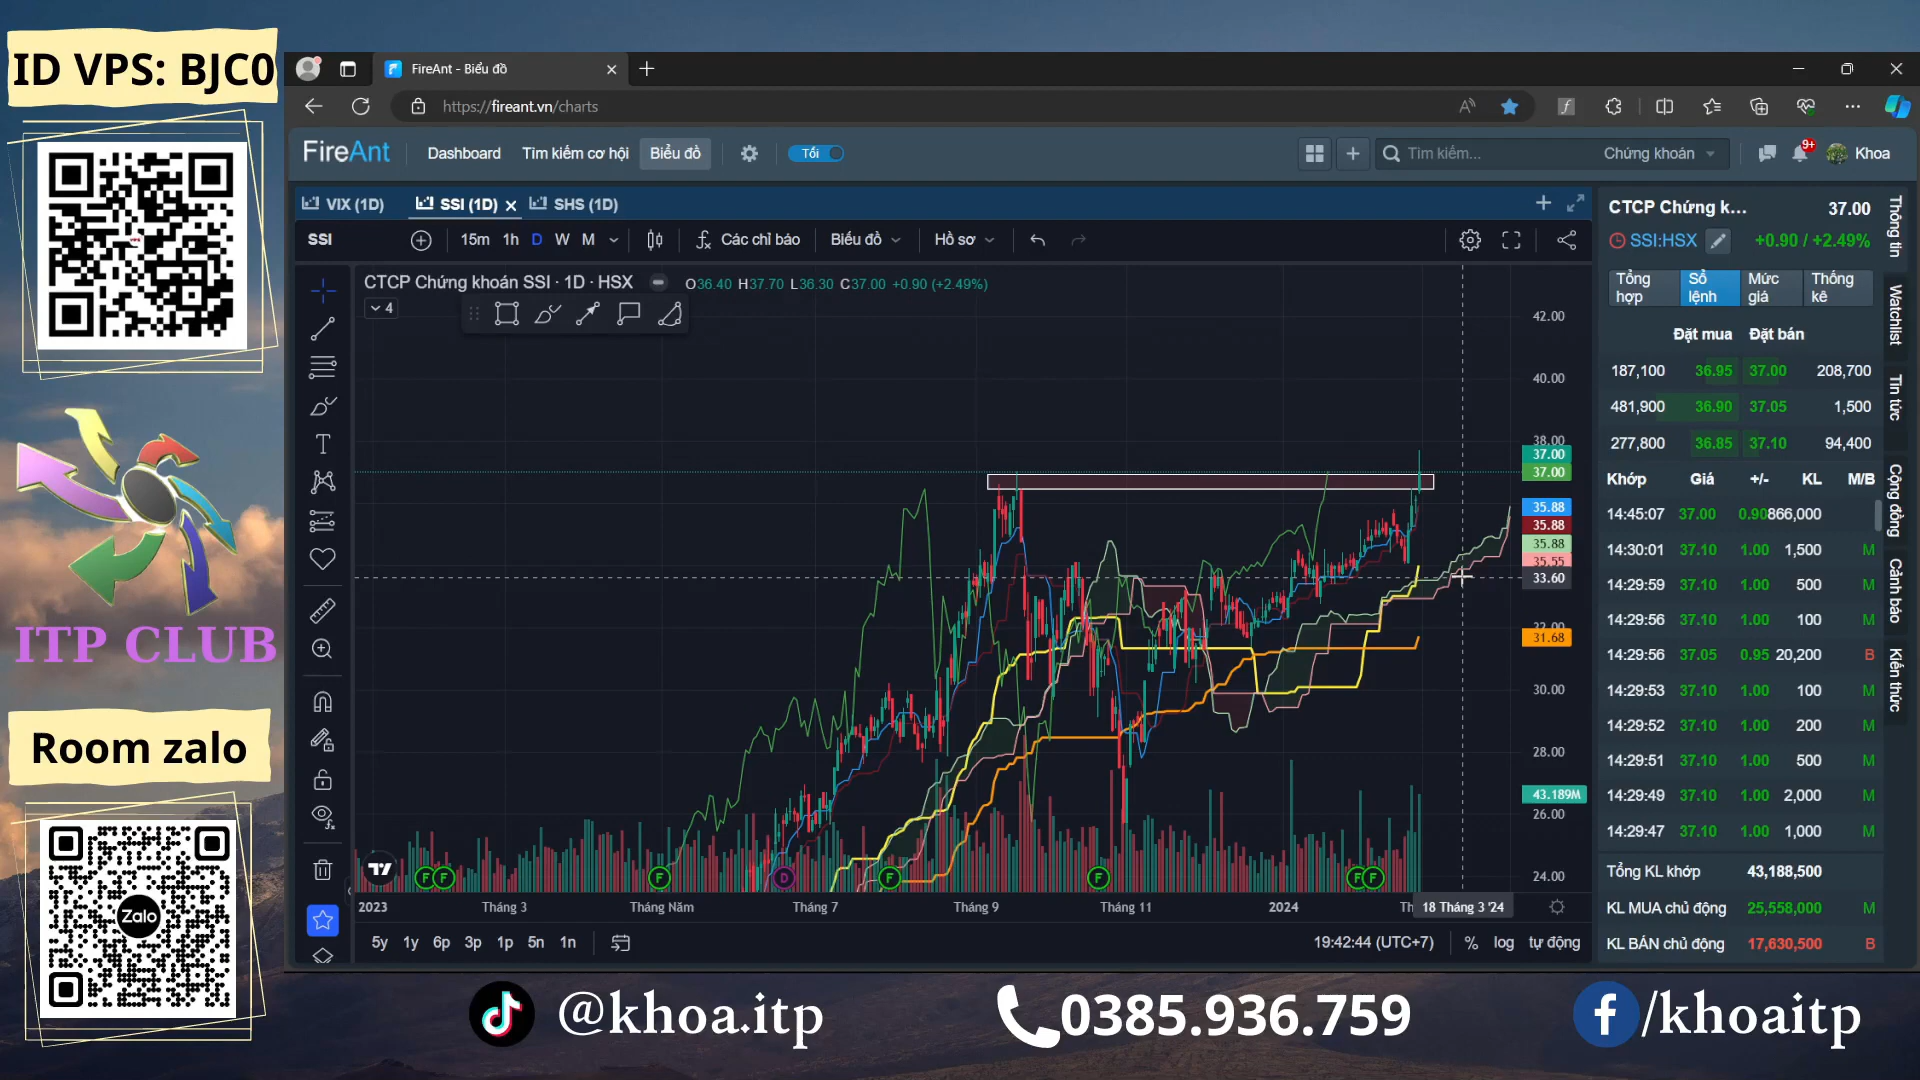 ID VPS: BJC0
ITP CLUB
Room zalo
Zalo
FireAnt - Biểu đồ
https://fireant.vn/charts
FireAnt
Dashboard
Tìm kiếm cơ hội
Biểu đồ
Tối
Tìm kiếm...
Chứng khoán
9+
Khoa
VIX (1D)
SSI (1D)
SHS (1D)
SSI
15m
1h
D
W
M
Các chỉ báo
Biểu đồ
Hồ sơ
CTCP Chứng khoán SSI · 1D · HSX
O36.40 H37.70 L36.30 C37.00 +0.90 (+2.49%)
4
42.00
40.00
38.00
37.00
37.00
35.88
35.88
35.88
35.55
33.60
32.00
31.68
30.00
28.00
43.189M
26.00
24.00
F
F
F
D
F
F
F
F
2023
Tháng 3
Tháng Năm
Tháng 7
Tháng 9
Tháng 11
2024
18 Tháng 3 '24
5y
1y
6p
3p
1p
5n
1n
19:42:44 (UTC+7)
%
log
tự động
CTCP Chứng k...
37.00
SSI:HSX
+0.90 / +2.49%
Tổng hợp
Sổ lệnh
Mức giá
Thống kê
Đặt mua Đặt bán
187,100 36.95 37.00 208,700
481,900 36.90 37.05 1,500
277,800 36.85 37.10 94,400
Khớp Giá +/- KL M/B
14:45:07 37.00 0.90 866,000
14:30:01 37.10 1.00 1,500 M
14:29:59 37.10 1.00 500 M
14:29:56 37.10 1.00 100 M
14:29:56 37.05 0.95 20,200 B
14:29:53 37.10 1.00 100 M
14:29:52 37.10 1.00 200 M
14:29:51 37.10 1.00 500 M
14:29:49 37.10 1.00 2,000 M
14:29:47 37.10 1.00 1,000 M
Tổng KL khớp 43,188,500
KL MUA chủ động 25,558,000 M
KL BÁN chủ động 17,630,500 B
Thông tin
Watchlist
Tin tức
Cộng đồng
Cảnh báo
Kiến thức
@khoa.itp
0385.936.759
/khoaitp